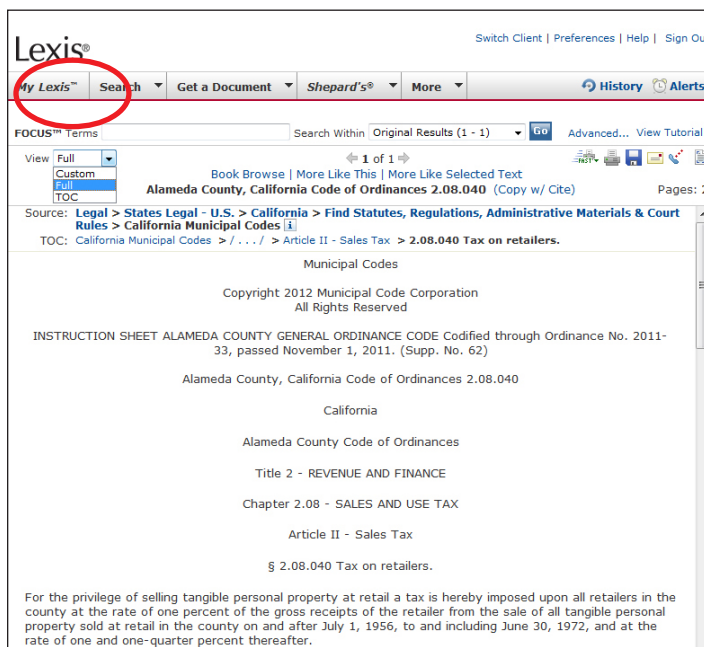 Switch Client | Preferences | Help | Sign Ou
Lexis®
My Lexis™ Search Get a Document Shepard's® More History Alerts
FOCUS™ Terms Search Within Original Results (1 - 1) Go Advanced... View Tutorial
View Full 1 of 1 FAST
Custom Book Browse | More Like This | More Like Selected Text
Full
TOC Alameda County, California Code of Ordinances 2.08.040 (Copy w/ Cite) Pages: 2
Source: Legal > States Legal - U.S. > California > Find Statutes, Regulations, Administrative Materials & Court
Rules > California Municipal Codes i
TOC: California Municipal Codes > / . . . / > Article II - Sales Tax > 2.08.040 Tax on retailers.
Municipal Codes
Copyright 2012 Municipal Code Corporation
All Rights Reserved
INSTRUCTION SHEET ALAMEDA COUNTY GENERAL ORDINANCE CODE Codified through Ordinance No. 2011-
33, passed November 1, 2011. (Supp. No. 62)
Alameda County, California Code of Ordinances 2.08.040
California
Alameda County Code of Ordinances
Title 2 - REVENUE AND FINANCE
Chapter 2.08 - SALES AND USE TAX
Article II - Sales Tax
§ 2.08.040 Tax on retailers.
For the privilege of selling tangible personal property at retail a tax is hereby imposed upon all retailers in the
county at the rate of one percent of the gross receipts of the retailer from the sale of all tangible personal
property sold at retail in the county on and after July 1, 1956, to and including June 30, 1972, and at the
rate of one and one-quarter percent thereafter.